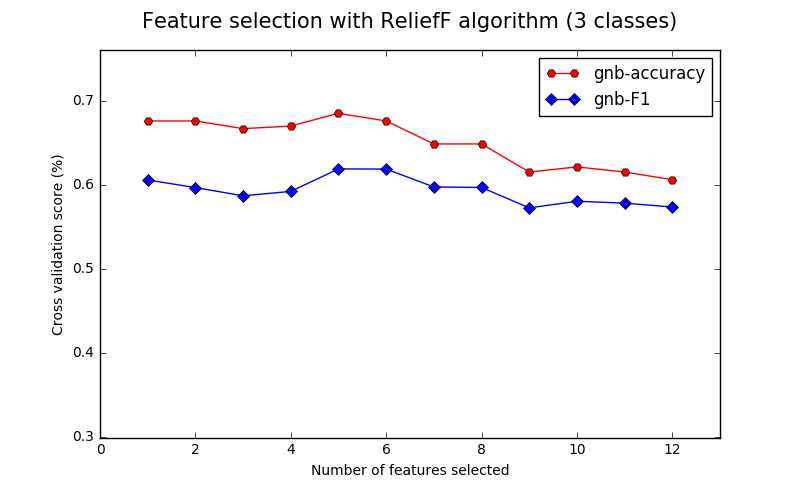 Feature selection with ReliefF algorithm (3 classes)
gnb-accuracy
gnb-F1
Cross validation score (%)
0.7
0.6
0.5
0.4
0.3
0 2 4 6 8 10 12
Number of features selected